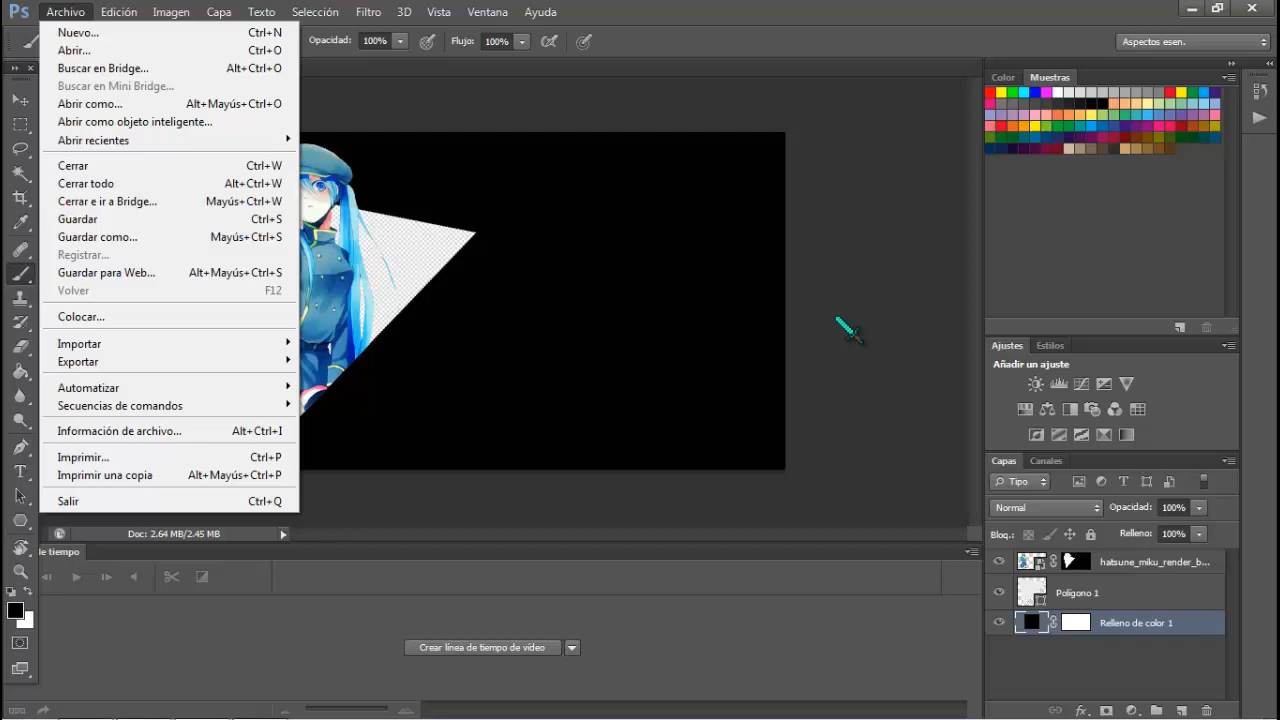 Ps Archivo Edición Imagen Capa Texto Selección Filtro 3D Vista Ventana Ayuda
Opacidad: 100% Flujo: 100% Aspectos esen.
Nuevo... Ctrl+N
Abrir... Ctrl+O
Buscar en Bridge... Alt+Ctrl+O
Buscar en Mini Bridge...
Abrir como... Alt+Mayús+Ctrl+O
Abrir como objeto inteligente...
Abrir recientes
Cerrar Ctrl+W
Cerrar todo Alt+Ctrl+W
Cerrar e ir a Bridge... Mayús+Ctrl+W
Guardar Ctrl+S
Guardar como... Mayús+Ctrl+S
Registrar...
Guardar para Web... Alt+Mayús+Ctrl+S
Volver F12
Colocar...
Importar
Exportar
Automatizar
Secuencias de comandos
Información de archivo... Alt+Ctrl+I
Imprimir... Ctrl+P
Imprimir una copia Alt+Mayús+Ctrl+P
Salir Ctrl+Q
Doc: 2.64 MB/2.45 MB
de tiempo
Crear línea de tiempo de vídeo
Color Muestras
Ajustes Estilos
Añadir un ajuste
Capas Canales
Tipo
Normal Opacidad: 100%
Bloq.: Relleno: 100%
hatsune_miku_render_b...
Polígono 1
Relleno de color 1